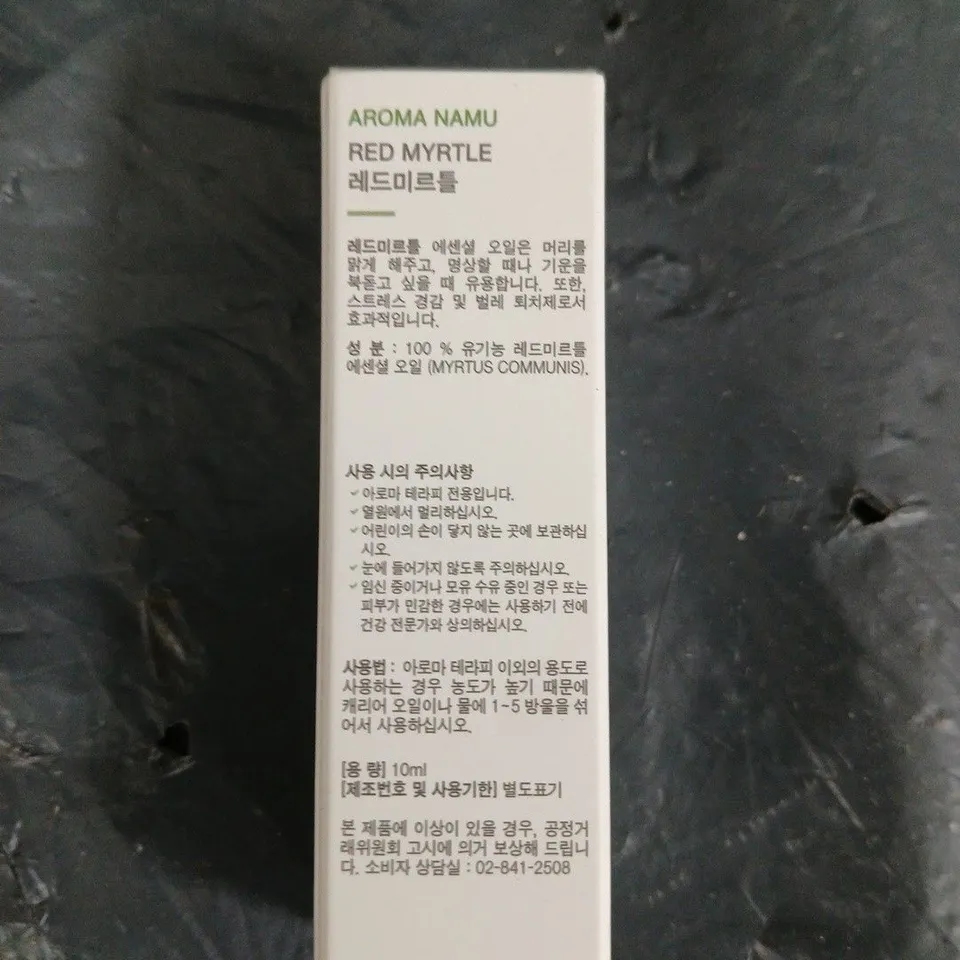 AROMA NAMU
RED MYRTLE
레드미르틀
레드미르틀 에센셜 오일은 머리를
맑게 해주고, 명상할 때나 기운을
북돋고 싶을 때 유용합니다. 또한,
스트레스 경감 및 벌레 퇴치제로서
효과적입니다.
성 분 : 100 % 유기농 레드미르틀
에센셜 오일 (MYRTUS COMMUNIS).
사용 시의 주의사항
✓아로마 테라피 전용입니다.
✓열원에서 멀리하십시오.
✓어린이의 손이 닿지 않는 곳에 보관하십
시오.
✓눈에 들어가지 않도록 주의하십시오.
✓임신 중이거나 모유 수유 중인 경우 또는
피부가 민감한 경우에는 사용하기 전에
건강 전문가와 상의하십시오.
사용법 : 아로마 테라피 이외의 용도로
사용하는 경우 농도가 높기 때문에
캐리어 오일이나 물에 1~5 방울을 섞
어서 사용하십시오.
[용 량] 10ml
[제조번호 및 사용기한] 별도표기
본 제품에 이상이 있을 경우, 공정거
래위원회 고시에 의거 보상해 드립니
다. 소비자 상담실 : 02-841-2508